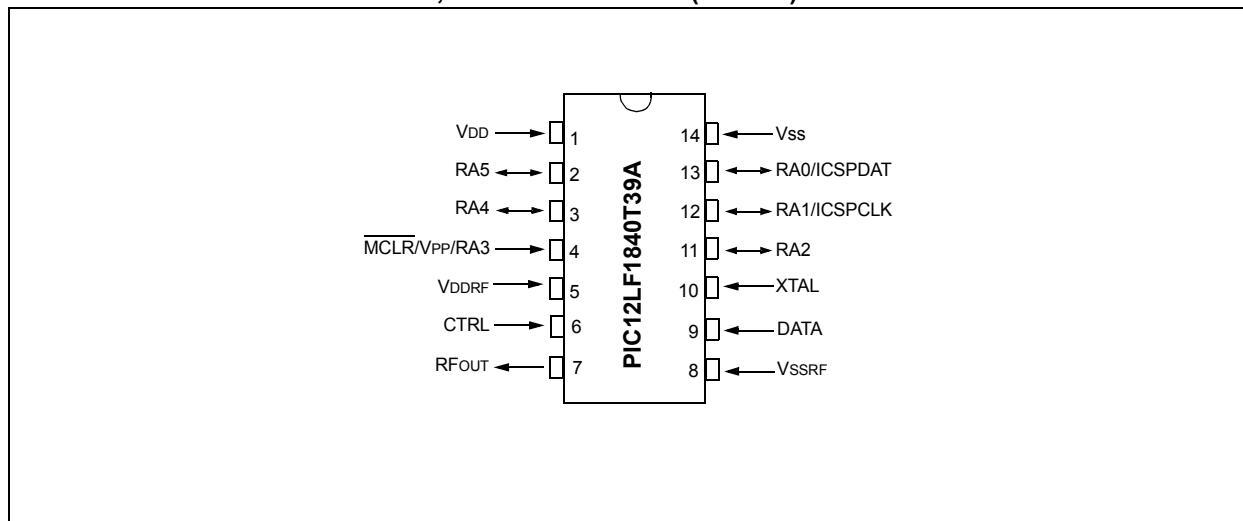 VDD 1 14 Vss
RA5 2 13 RA0/ICSPDAT
RA4 3 12 RA1/ICSPCLK
MCLR/VPP/RA3 4 11 RA2
VDDRF 5 10 XTAL
CTRL 6 9 DATA
RFOUT 7 8 VSSRF
PIC12LF1840T39A